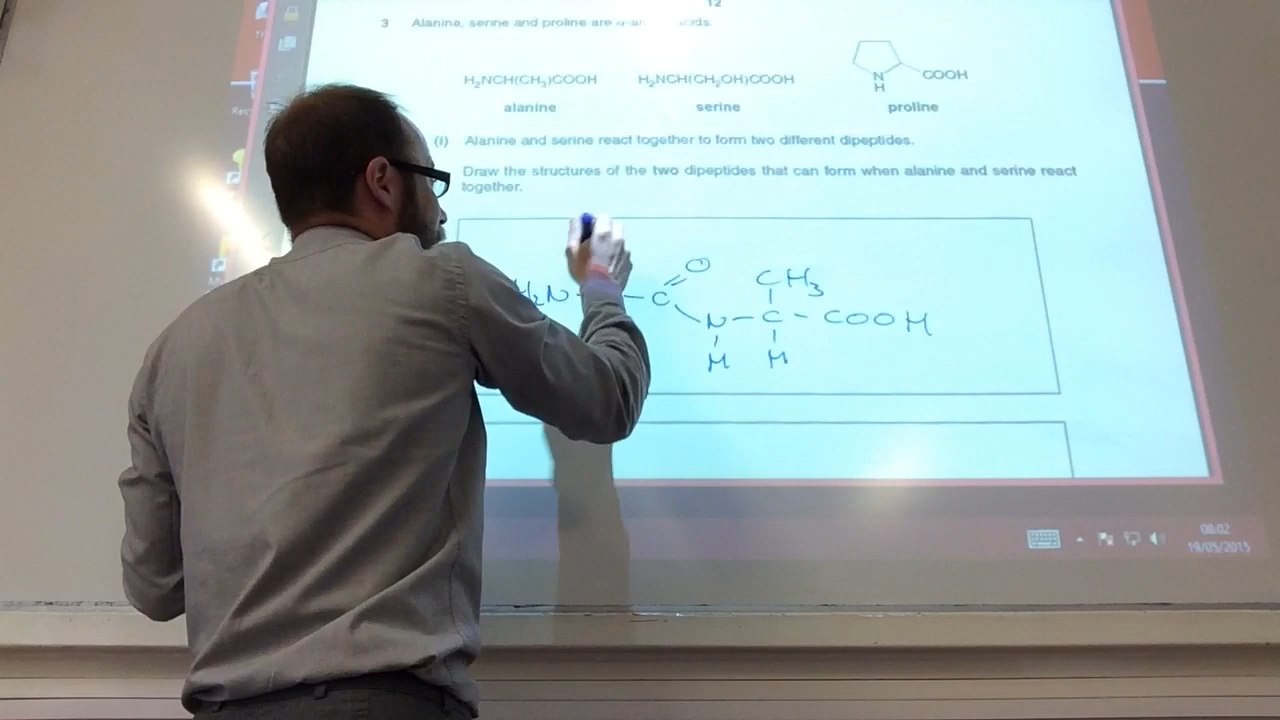 12
3 Alanine, serine and proline are
H₂NCH(CH₃)COOH H₂NCH(CH₂OH)COOH N H COOH
alanine serine proline
(i) Alanine and serine react together to form two different dipeptides.
Draw the structures of the two dipeptides that can form when alanine and serine react
together.
O CH₃
H₂N C N C COOH
H H
08:02
19/05/2015